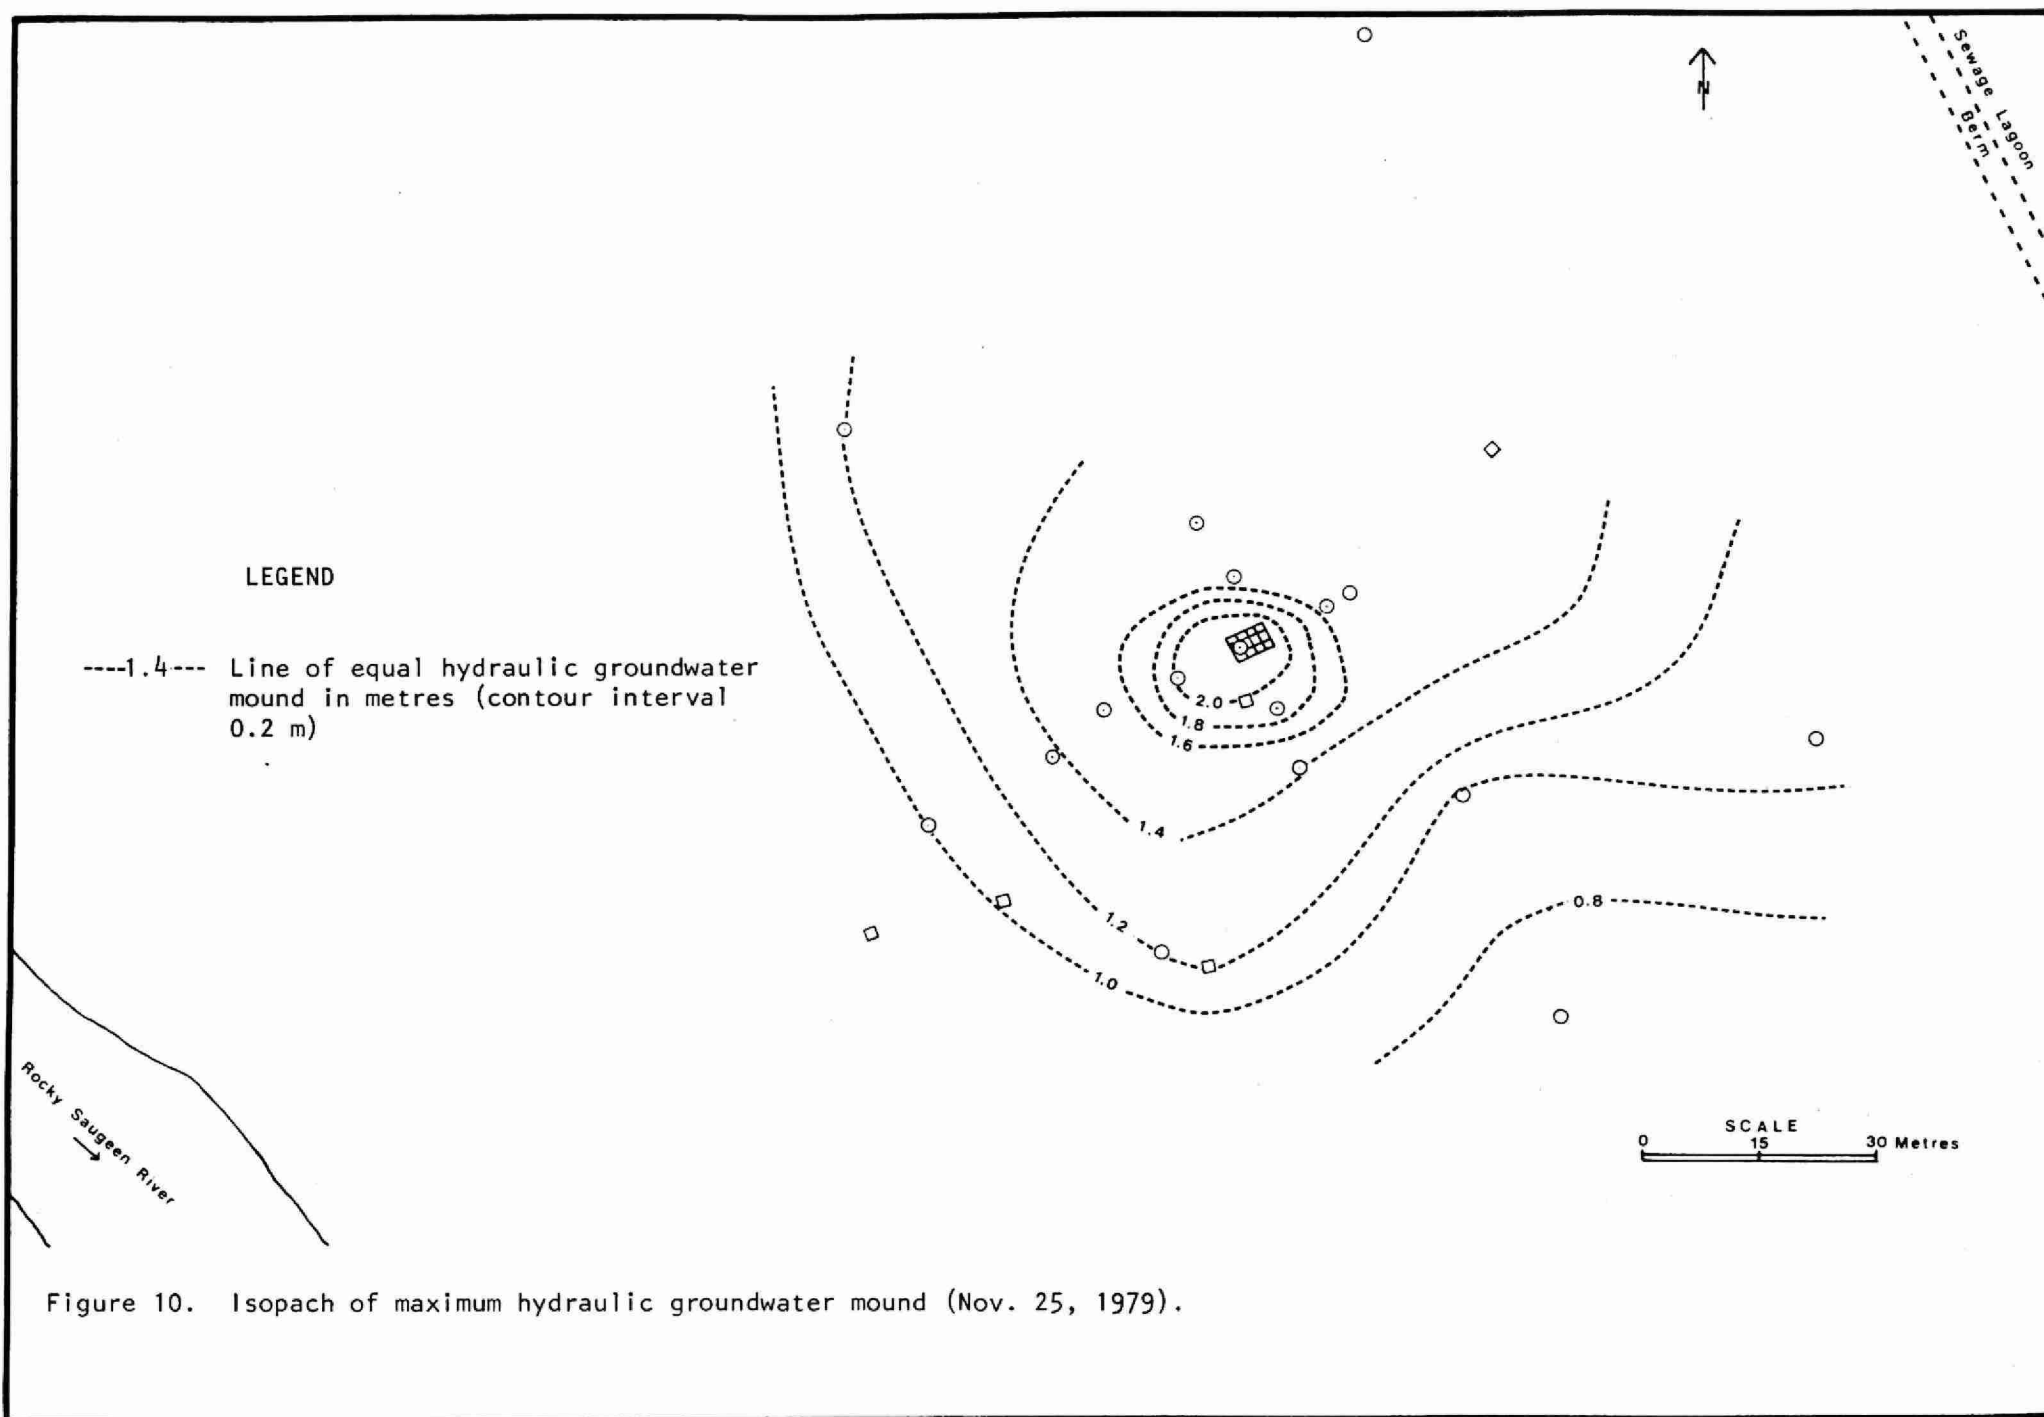 N
Sewage Lagoon
Berm
LEGEND
----1.4--- Line of equal hydraulic groundwater
mound in metres (contour interval
0.2 m)
2.0
1.8
1.6
1.4
1.2
1.0
0.8
Rocky Saugeen River
SCALE
0 15 30 Metres
Figure 10. Isopach of maximum hydraulic groundwater mound (Nov. 25, 1979).